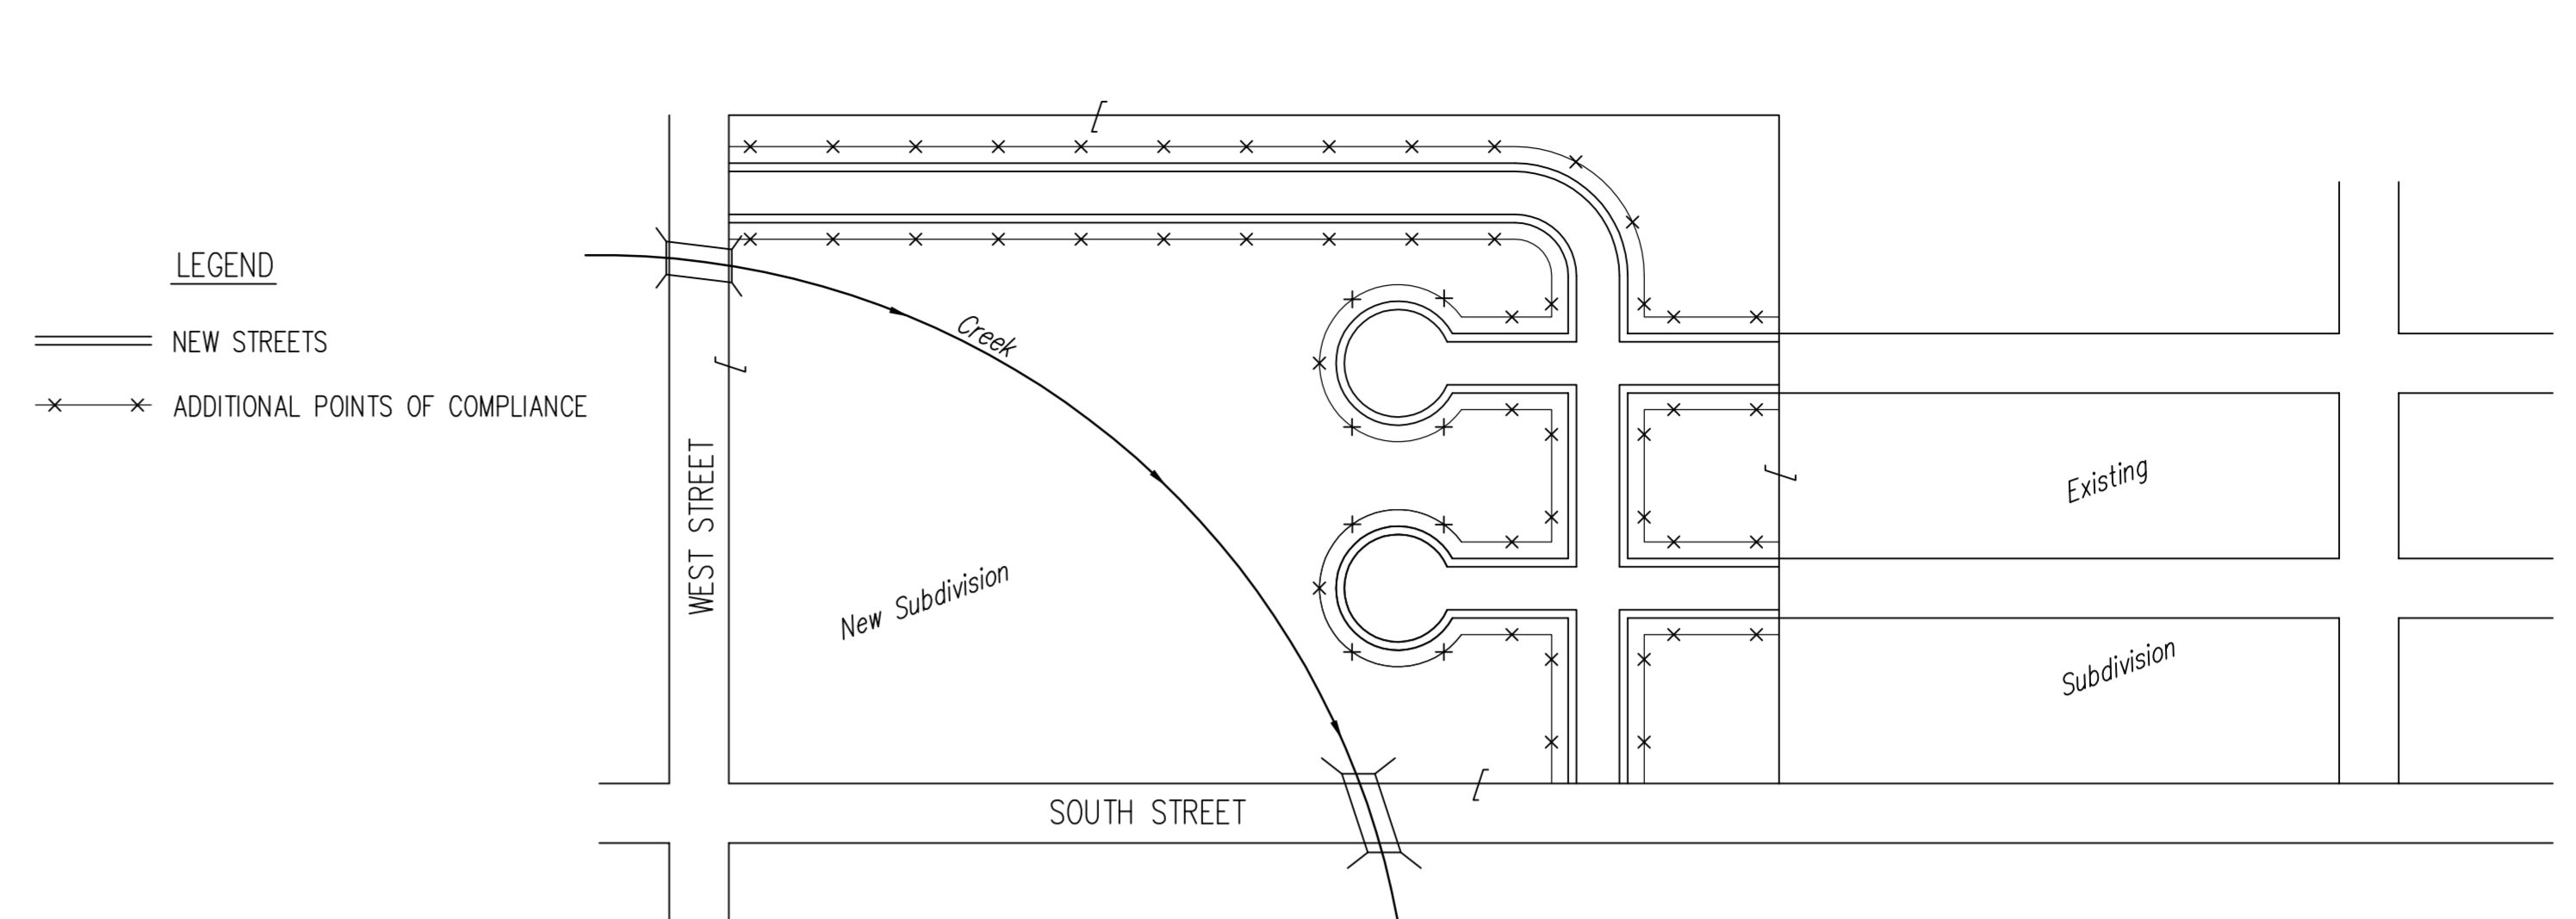 LEGEND
NEW STREETS
ADDITIONAL POINTS OF COMPLIANCE
WEST STREET
Creek
New Subdivision
SOUTH STREET
Existing
Subdivision